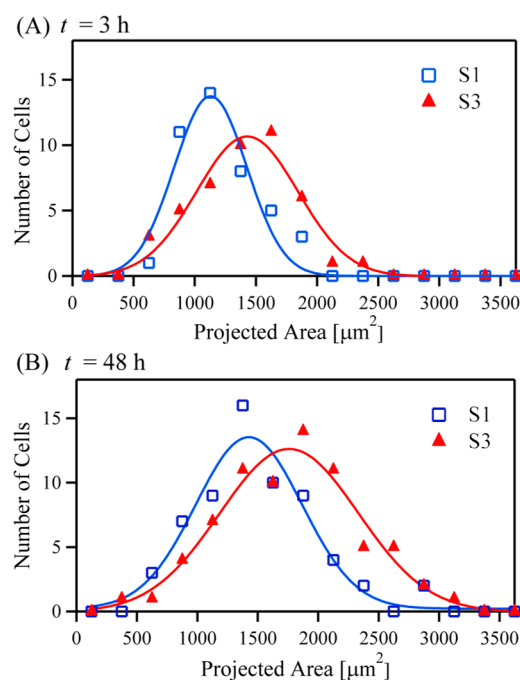 (A) t = 3 h
15
10
5
0
Number of Cells
S1
S3
0 500 1000 1500 2000 2500 3000 3500
Projected Area [μm²]
(B) t = 48 h
15
10
5
0
Number of Cells
S1
S3
0 500 1000 1500 2000 2500 3000 3500
Projected Area [μm²]